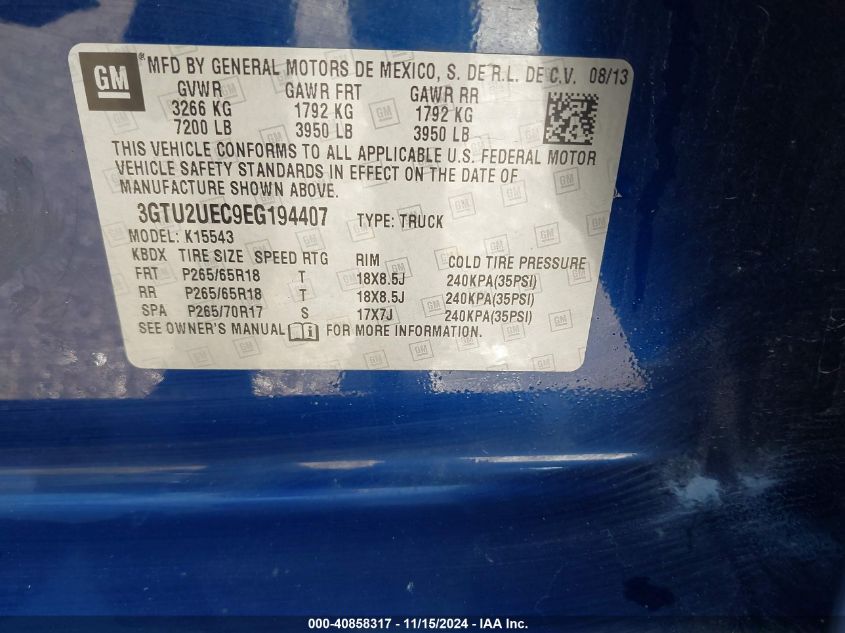 GM® MFD BY GENERAL MOTORS DE MEXICO, S. DE R.L. DE C.V. 08/13
GVWR GAWR FRT GAWR RR
3266 KG 1792 KG 1792 KG
7200 LB 3950 LB 3950 LB
THIS VEHICLE CONFORMS TO ALL APPLICABLE U.S. FEDERAL MOTOR
VEHICLE SAFETY STANDARDS IN EFFECT ON THE DATE OF
MANUFACTURE SHOWN ABOVE.
3GTU2UEC9EG194407 TYPE: TRUCK
MODEL: K15543
KBDX TIRE SIZE SPEED RTG RIM COLD TIRE PRESSURE
FRT P265/65R18 T 18X8.5J 240KPA(35PSI)
RR P265/65R18 T 18X8.5J 240KPA(35PSI)
SPA P265/70R17 S 17X7J 240KPA(35PSI)
SEE OWNER'S MANUAL FOR MORE INFORMATION.
000-40858317 - 11/15/2024 - IAA Inc.